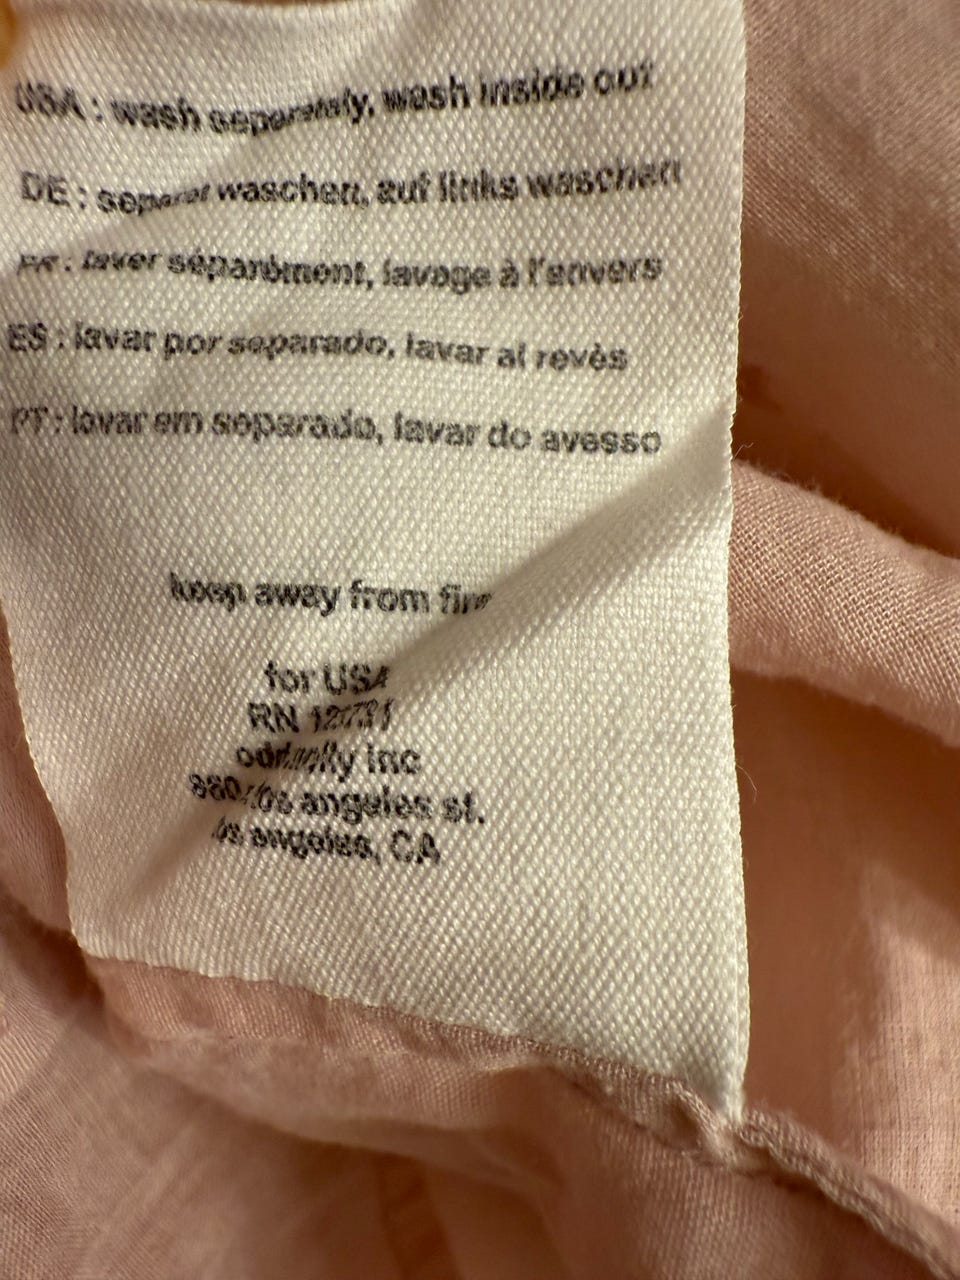 USA : wash separately, wash inside out
DE : separat waschen, auf links waschen
FR : laver séparément, lavage à l'envers
ES : lavar por separado, lavar al revés
PT : lavar em separado, lavar do avesso
keep away from fire
for USA
RN
Inc
los angeles st.
los angeles, CA